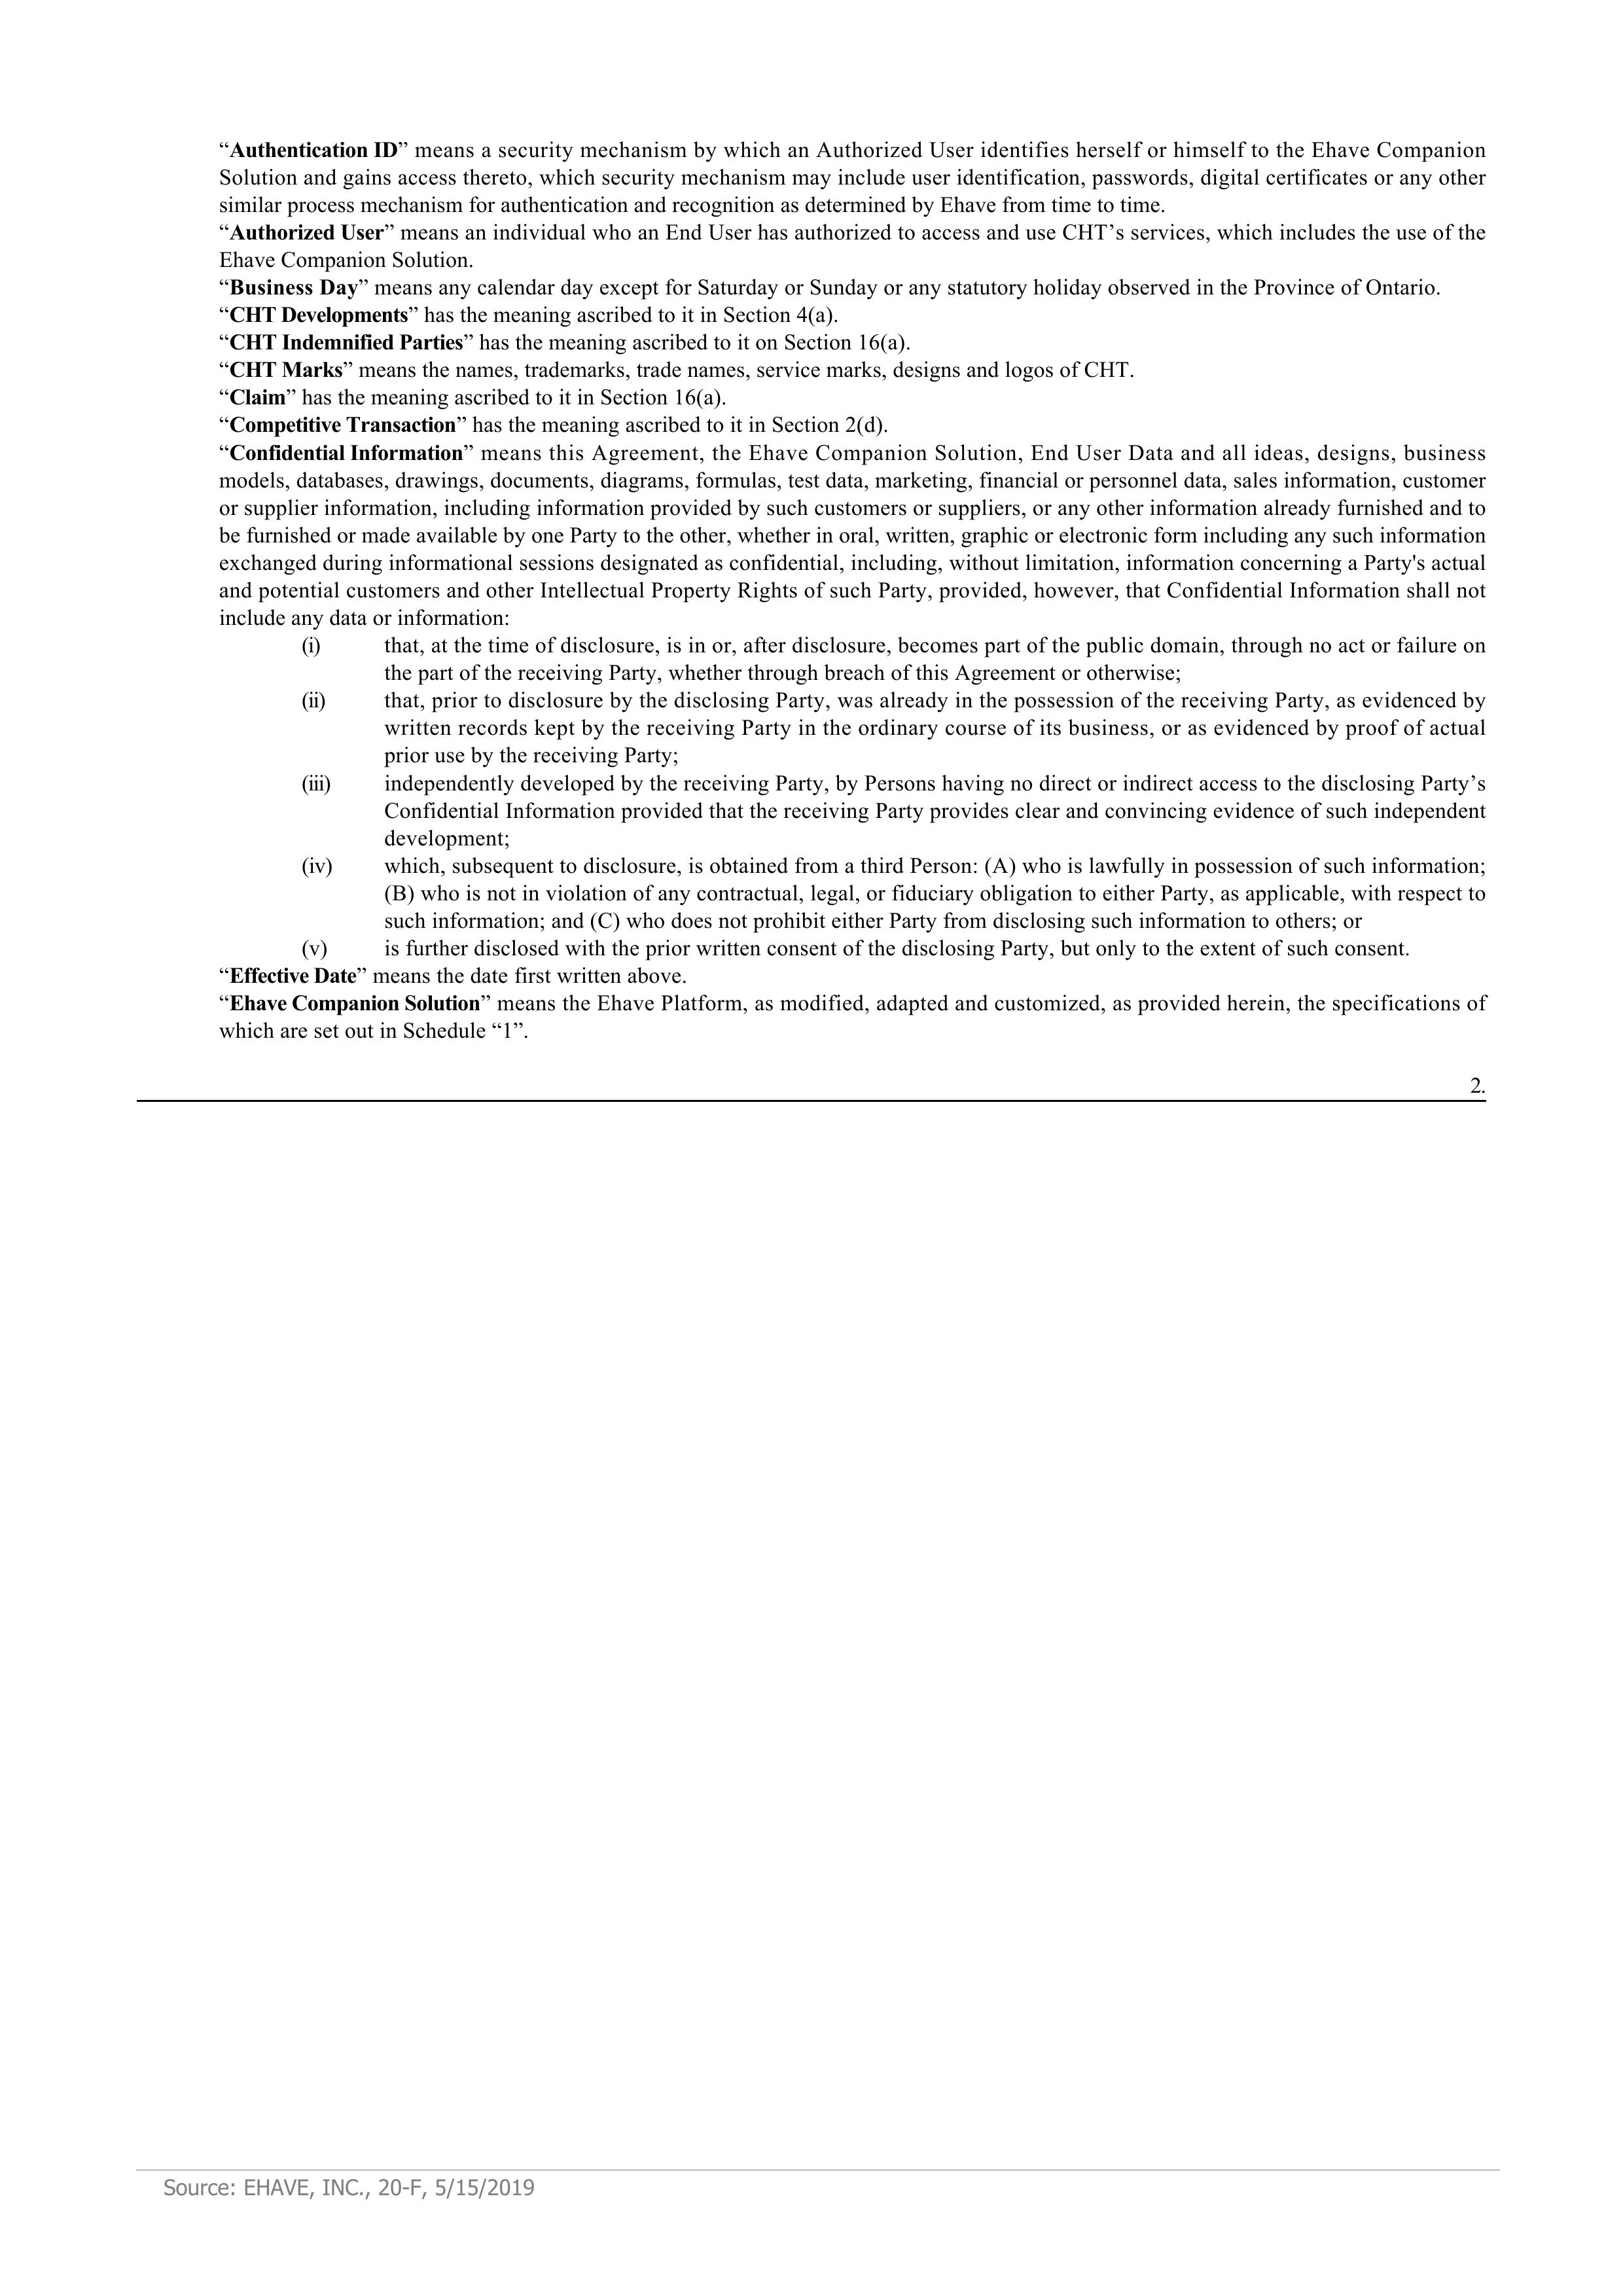 “Authentication ID” means a security mechanism by which an Authorized User identifies herself or himself to the Ehave Companion
Solution and gains access thereto, which security mechanism may include user identification, passwords, digital certificates or any other
similar process mechanism for authentication and recognition as determined by Ehave from time to time.
“Authorized User” means an individual who an End User has authorized to access and use CHT’s services, which includes the use of the
Ehave Companion Solution.
“Business Day” means any calendar day except for Saturday or Sunday or any statutory holiday observed in the Province of Ontario.
“CHT Developments” has the meaning ascribed to it in Section 4(a).
“CHT Indemnified Parties” has the meaning ascribed to it on Section 16(a).
“CHT Marks” means the names, trademarks, trade names, service marks, designs and logos of CHT.
“Claim” has the meaning ascribed to it in Section 16(a).
“Competitive Transaction” has the meaning ascribed to it in Section 2(d).
“Confidential Information” means this Agreement, the Ehave Companion Solution, End User Data and all ideas, designs, business
models, databases, drawings, documents, diagrams, formulas, test data, marketing, financial or personnel data, sales information, customer
or supplier information, including information provided by such customers or suppliers, or any other information already furnished and to
be furnished or made available by one Party to the other, whether in oral, written, graphic or electronic form including any such information
exchanged during informational sessions designated as confidential, including, without limitation, information concerning a Party's actual
and potential customers and other Intellectual Property Rights of such Party, provided, however, that Confidential Information shall not
include any data or information:
(i) that, at the time of disclosure, is in or, after disclosure, becomes part of the public domain, through no act or failure on
the part of the receiving Party, whether through breach of this Agreement or otherwise;
(ii) that, prior to disclosure by the disclosing Party, was already in the possession of the receiving Party, as evidenced by
written records kept by the receiving Party in the ordinary course of its business, or as evidenced by proof of actual
prior use by the receiving Party;
(iii) independently developed by the receiving Party, by Persons having no direct or indirect access to the disclosing Party’s
Confidential Information provided that the receiving Party provides clear and convincing evidence of such independent
development;
(iv) which, subsequent to disclosure, is obtained from a third Person: (A) who is lawfully in possession of such information;
(B) who is not in violation of any contractual, legal, or fiduciary obligation to either Party, as applicable, with respect to
such information; and (C) who does not prohibit either Party from disclosing such information to others; or
(v) is further disclosed with the prior written consent of the disclosing Party, but only to the extent of such consent.
“Effective Date” means the date first written above.
“Ehave Companion Solution” means the Ehave Platform, as modified, adapted and customized, as provided herein, the specifications of
which are set out in Schedule “1”.
2.
Source: EHAVE, INC., 20-F, 5/15/2019